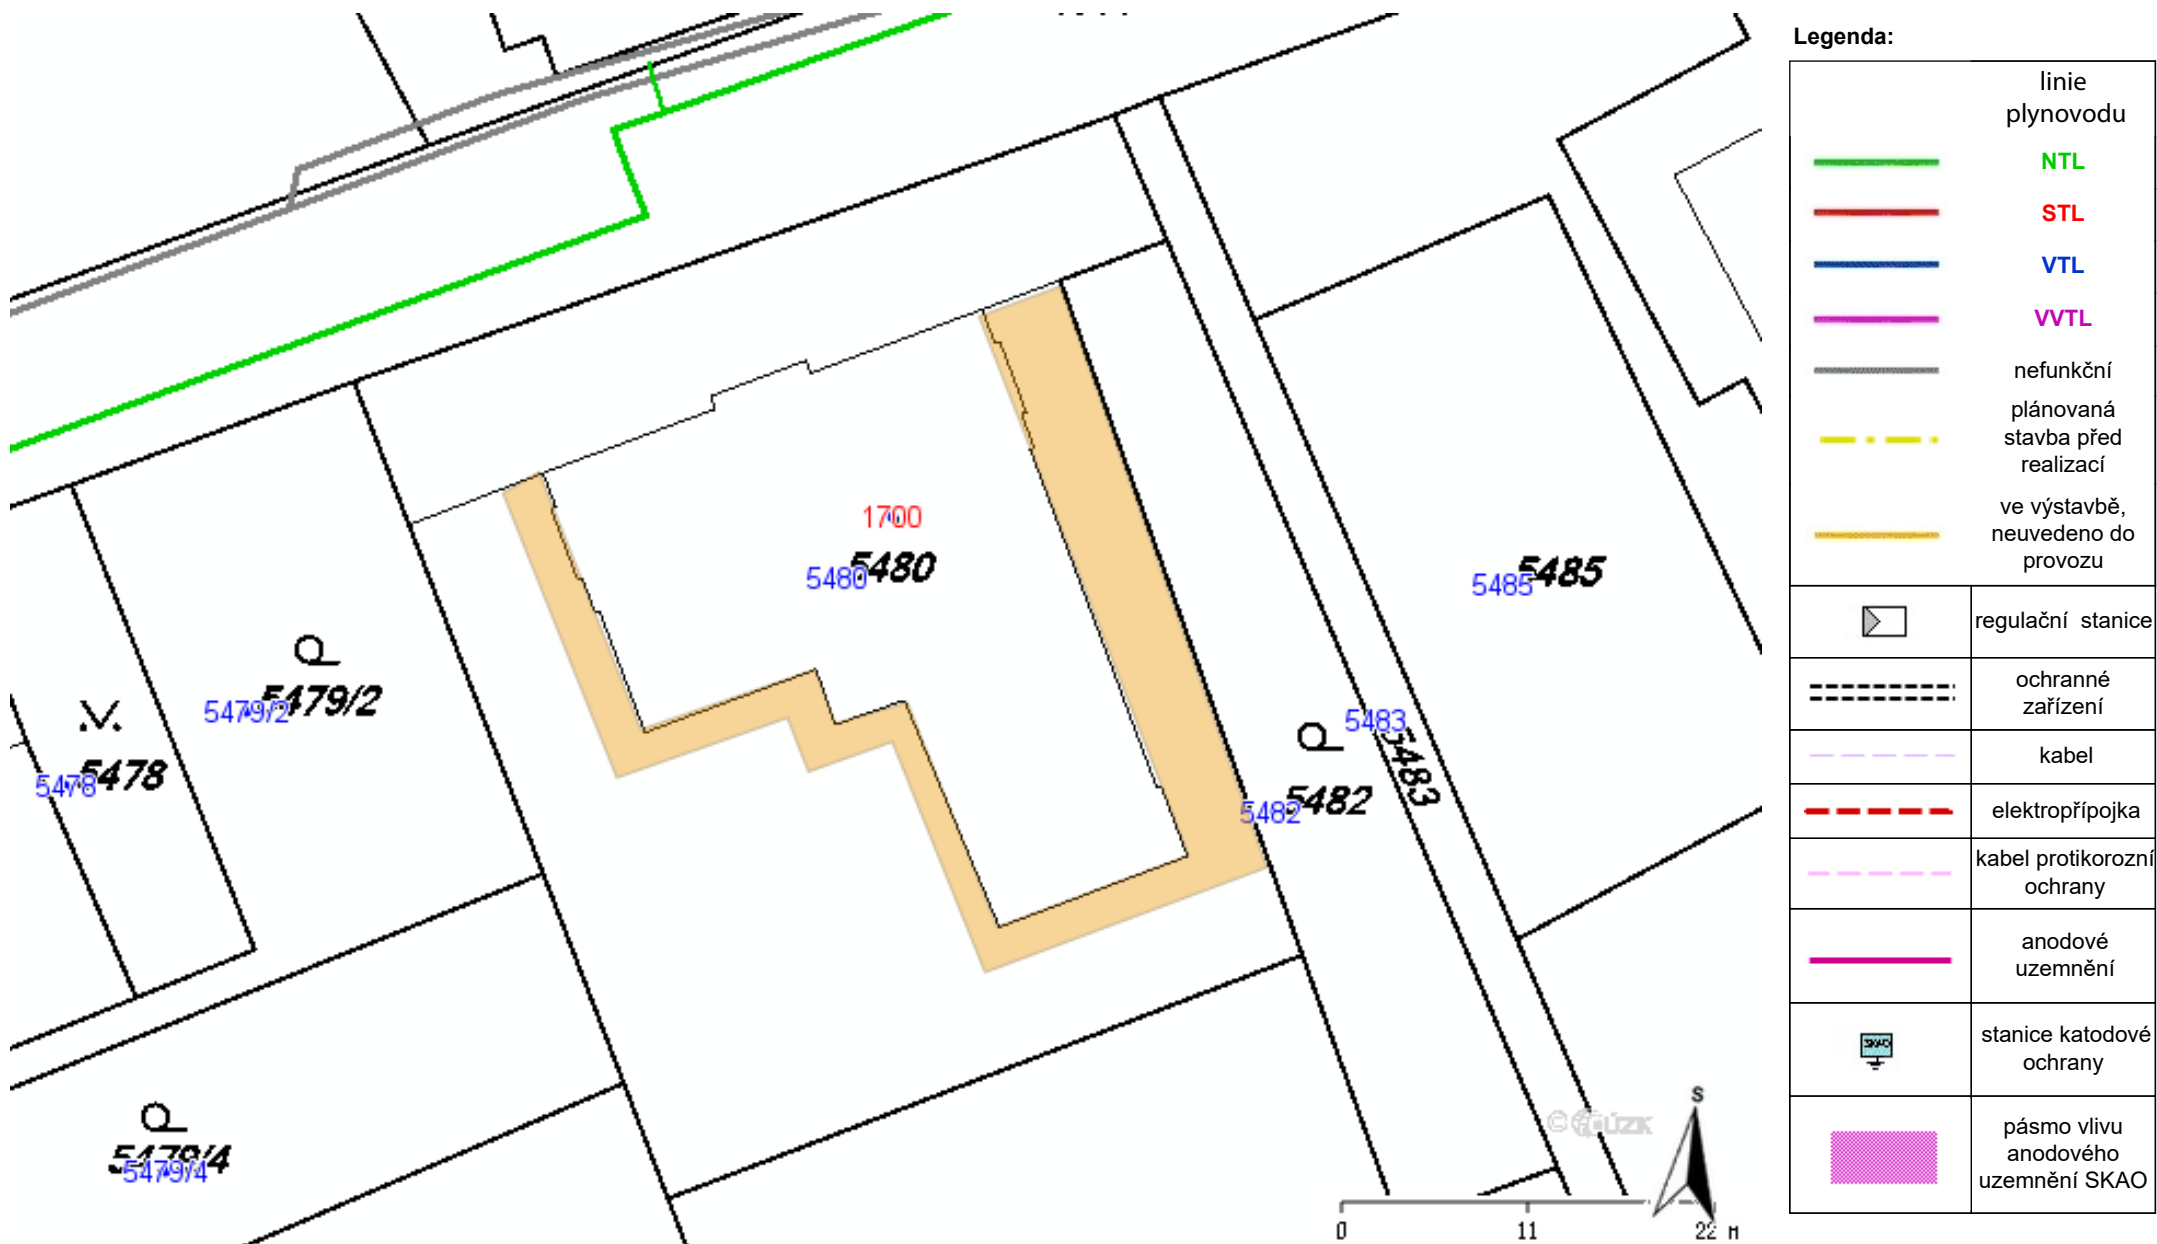 1700
5480
5480
5485
5485
5479/2
5479/2
5478
5478
5483
5483
5482
5482
5479/4
5479/4
© ČÚZK
S
0 11 22 M
Legenda:
linie
plynovodu
NTL
STL
VTL
VVTL
nefunkční
plánovaná
stavba před
realizací
ve výstavbě,
neuvedeno do
provozu
regulační stanice
ochranné
zařízení
kabel
elektropřípojka
kabel protikorozní
ochrany
anodové
uzemnění
SKAO
stanice katodové
ochrany
pásmo vlivu
anodového
uzemnění SKAO